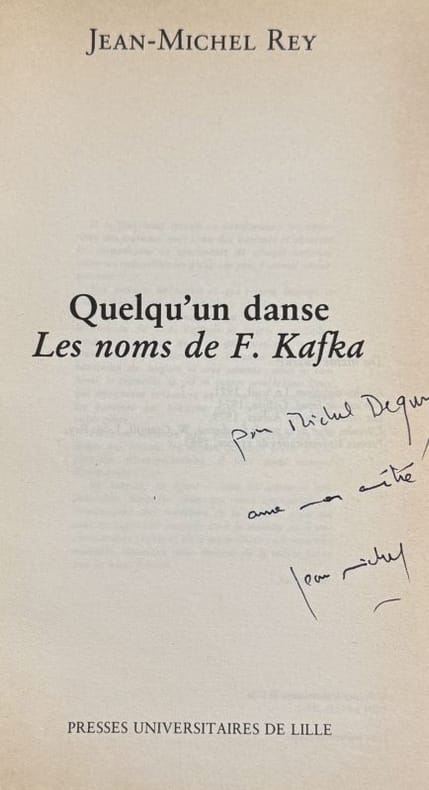 JEAN-MICHEL REY
Quelqu'un danse
Les noms de F. Kafka
pour Michel Deguy
avec mon amitié
Jean-Michel
PRESSES UNIVERSITAIRES DE LILLE